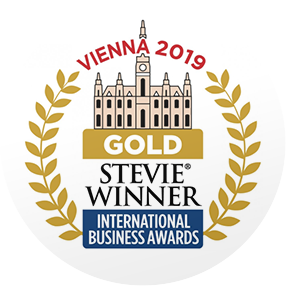 VIENNA 2019
GOLD
STEVIE®
WINNER
INTERNATIONAL
BUSINESS AWARDS